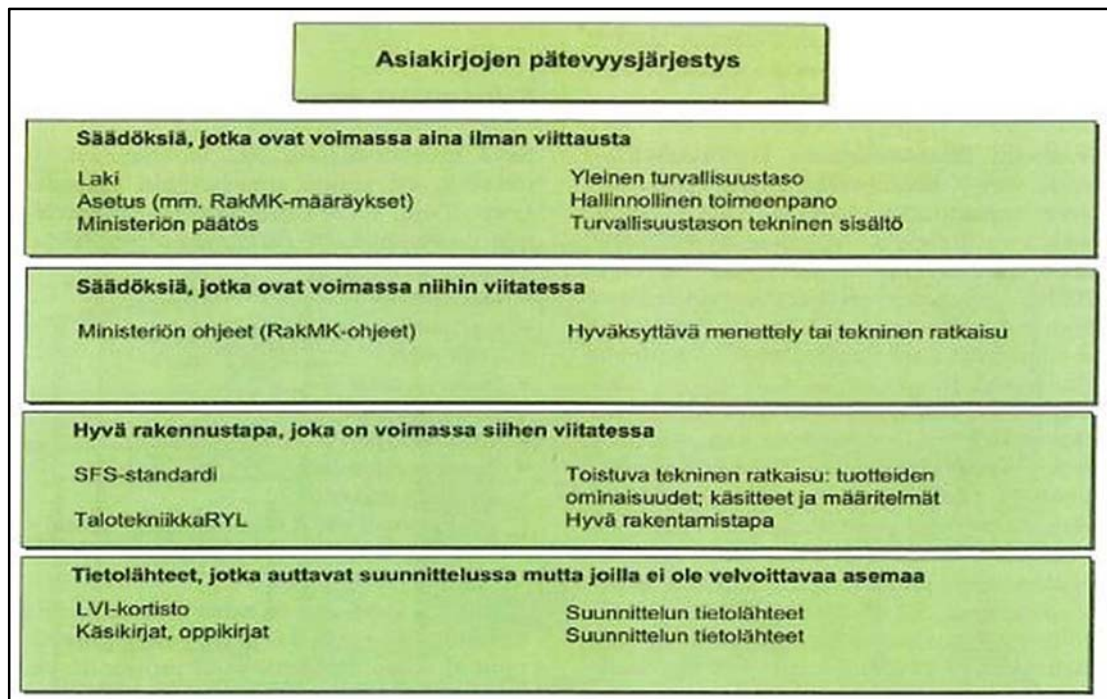 Asiakirjojen pätevyysjärjestys
Säädöksiä, jotka ovat voimassa aina ilman viittausta
Laki Yleinen turvallisuustaso
Asetus (mm. RakMK-määräykset) Hallinnollinen toimeenpano
Ministeriön päätös Turvallisuustason tekninen sisältö
Säädöksiä, jotka ovat voimassa niihin viitatessa
Ministeriön ohjeet (RakMK-ohjeet) Hyväksyttävä menettely tai tekninen ratkaisu
Hyvä rakennustapa, joka on voimassa siihen viitatessa
SFS-standardi Toistuva tekninen ratkaisu: tuotteiden
ominaisuudet; käsitteet ja määritelmät
TalotekniikkaRYL Hyvä rakentamistapa
Tietolähteet, jotka auttavat suunnittelussa mutta joilla ei ole velvoittavaa asemaa
LVI-kortisto Suunnittelun tietolähteet
Käsikirjat, oppikirjat Suunnittelun tietolähteet